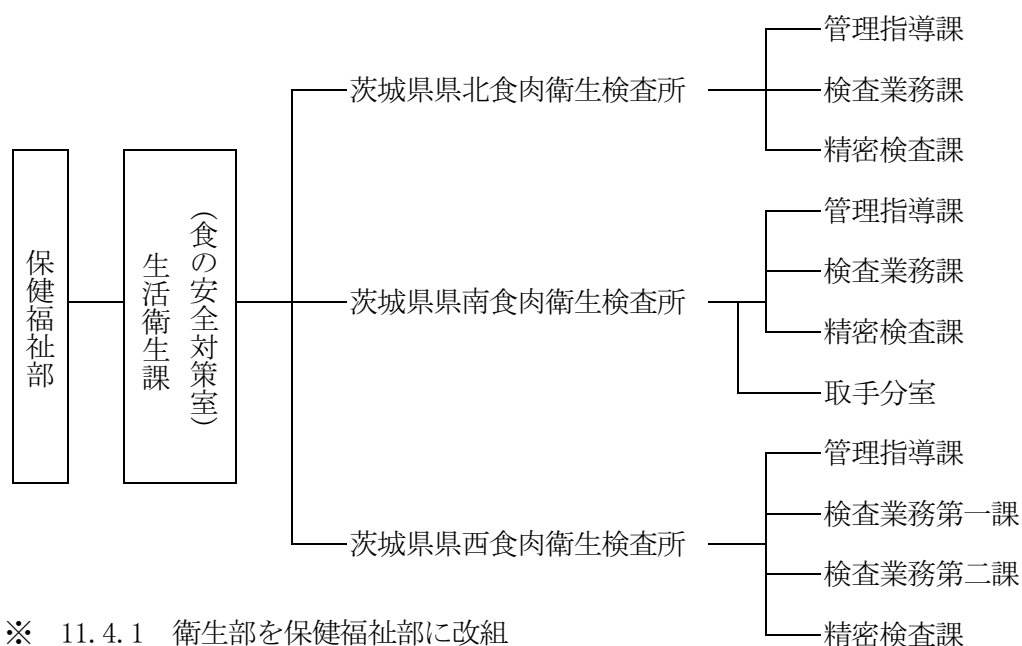 保健福祉部
生活衛生課
(食の安全対策室)
茨城県県北食肉衛生検査所
管理指導課
検査業務課
精密検査課
茨城県県南食肉衛生検査所
管理指導課
検査業務課
精密検査課
取手分室
茨城県県西食肉衛生検査所
管理指導課
検査業務第一課
検査業務第二課
精密検査課
※ 11.4.1 衛生部を保健福祉部に改組